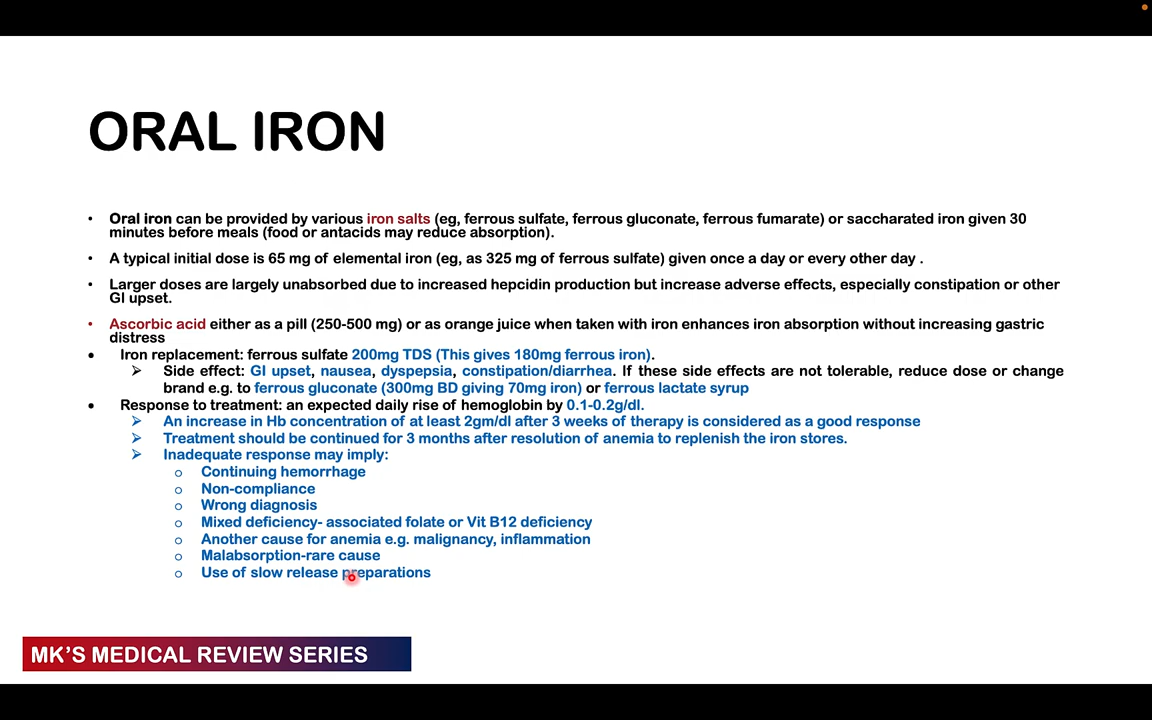 ORAL IRON
• Oral iron can be provided by various iron salts (eg, ferrous sulfate, ferrous gluconate, ferrous fumarate) or saccharated iron given 30
minutes before meals (food or antacids may reduce absorption).
• A typical initial dose is 65 mg of elemental iron (eg, as 325 mg of ferrous sulfate) given once a day or every other day .
• Larger doses are largely unabsorbed due to increased hepcidin production but increase adverse effects, especially constipation or other
GI upset.
• Ascorbic acid either as a pill (250-500 mg) or as orange juice when taken with iron enhances iron absorption without increasing gastric
distress
• Iron replacement: ferrous sulfate 200mg TDS (This gives 180mg ferrous iron).
➢ Side effect: GI upset, nausea, dyspepsia, constipation/diarrhea. If these side effects are not tolerable, reduce dose or change
brand e.g. to ferrous gluconate (300mg BD giving 70mg iron) or ferrous lactate syrup
• Response to treatment: an expected daily rise of hemoglobin by 0.1-0.2g/dl.
➢ An increase in Hb concentration of at least 2gm/dl after 3 weeks of therapy is considered as a good response
➢ Treatment should be continued for 3 months after resolution of anemia to replenish the iron stores.
➢ Inadequate response may imply:
o Continuing hemorrhage
o Non-compliance
o Wrong diagnosis
o Mixed deficiency- associated folate or Vit B12 deficiency
o Another cause for anemia e.g. malignancy, inflammation
o Malabsorption-rare cause
o Use of slow release preparations
MK'S MEDICAL REVIEW SERIES